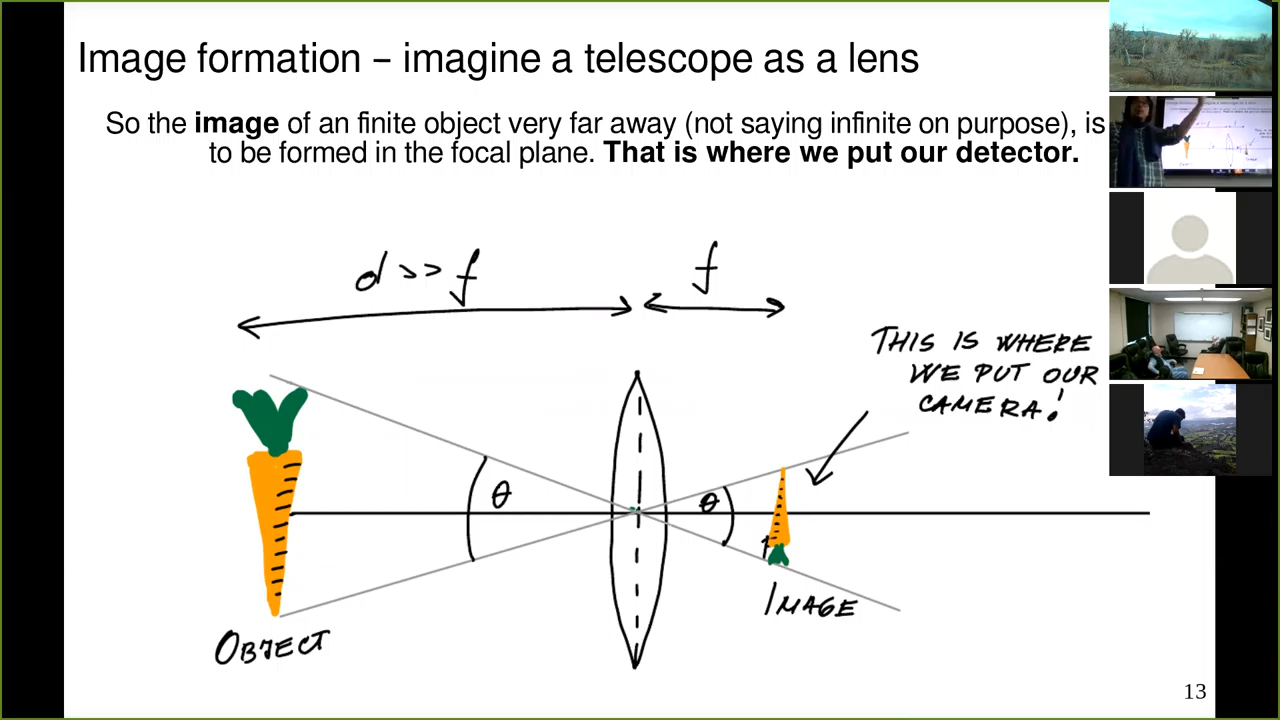 Image formation – imagine a telescope as a lens
So the image of an finite object very far away (not saying infinite on purpose), is
to be formed in the focal plane. That is where we put our detector.
d >> f
f
THIS IS WHERE
WE PUT OUR
CAMERA!
θ
θ
IMAGE
OBJECT
13